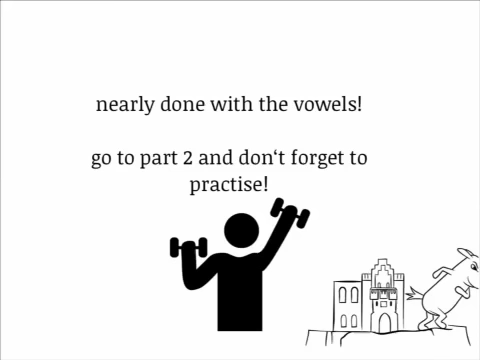 nearly done with the vowels!
go to part 2 and don‘t forget to
practise!